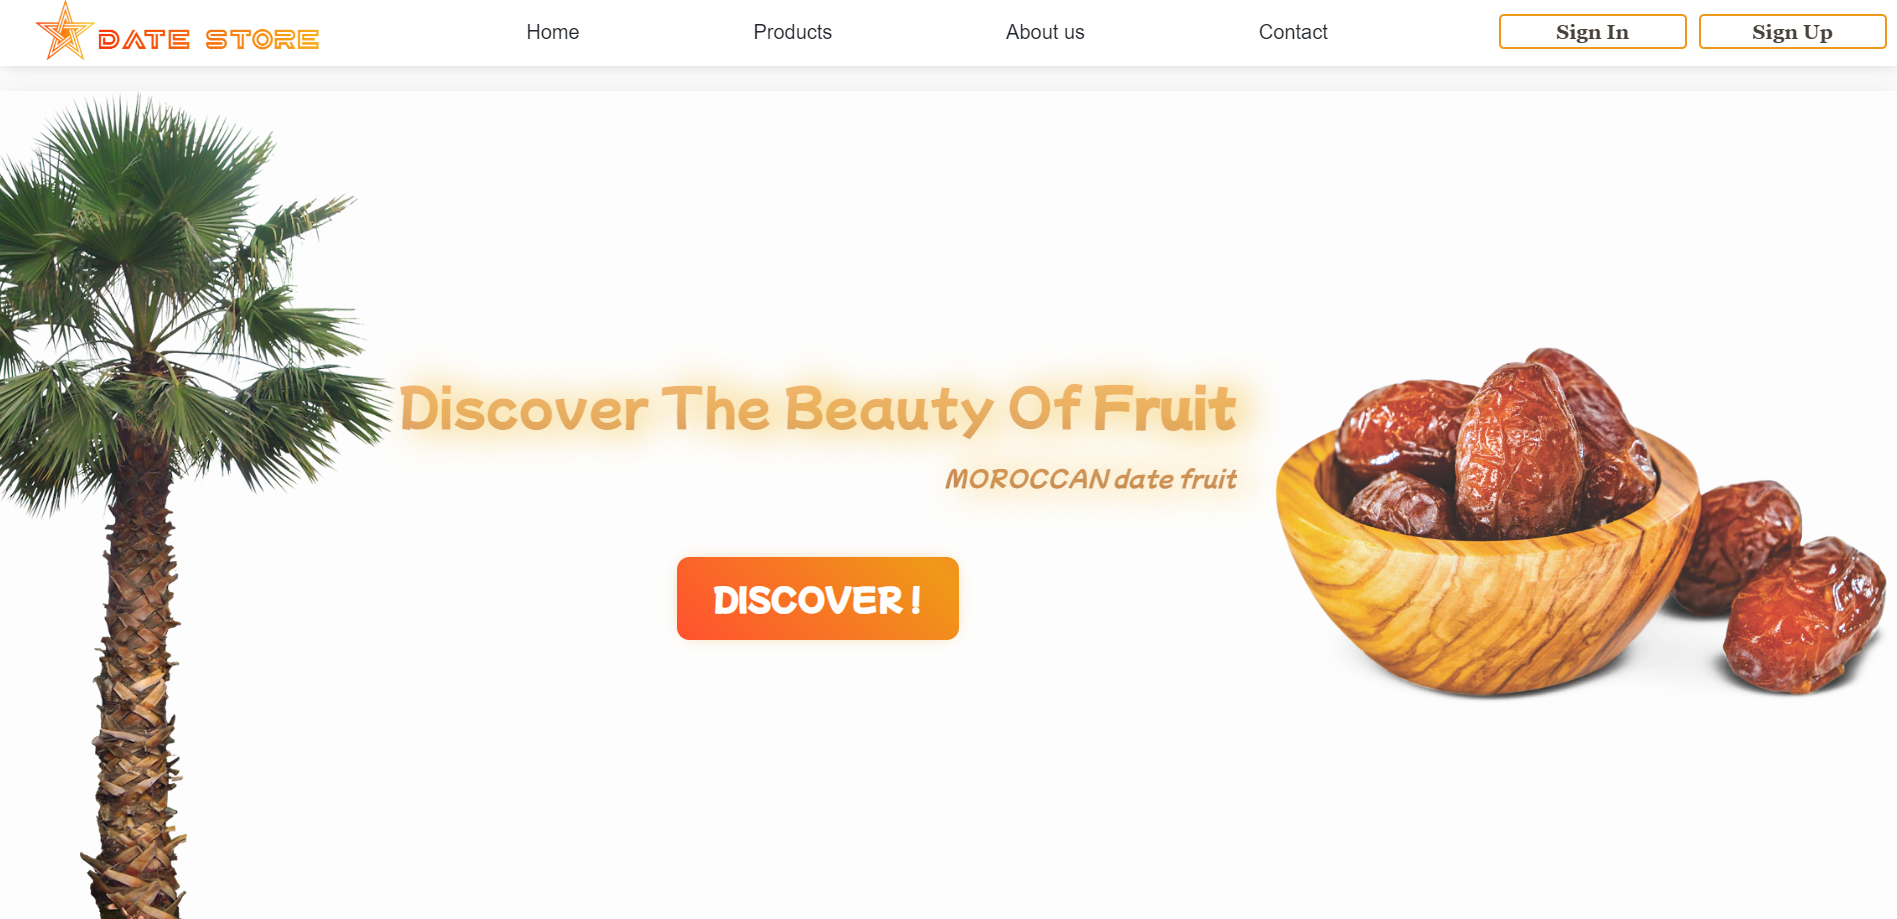 DATE STORE
Home
Products
About us
Contact
Sign In
Sign Up
Discover The Beauty Of Fruit
MOROCCAN date fruit
DISCOVER !